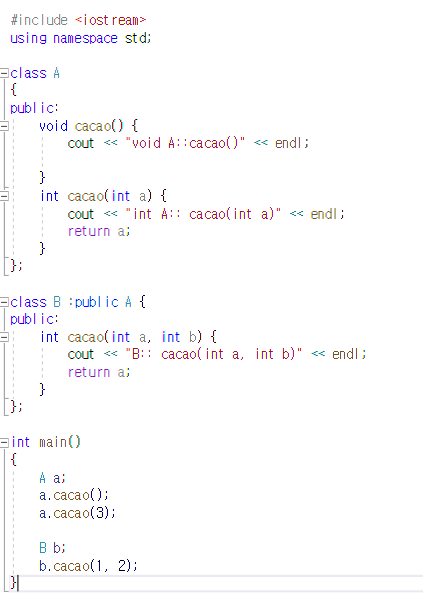 #include <iostream>
using namespace std;
class A
{
public:
void cacao() {
cout << "void A::cacao()" << endl;
}
int cacao(int a) {
cout << "int A:: cacao(int a)" << endl;
return a;
}
};
class B :public A {
public:
int cacao(int a, int b) {
cout << "B:: cacao(int a, int b)" << endl;
return a;
}
};
int main()
{
A a;
a.cacao();
a.cacao(3);
B b;
b.cacao(1, 2);
}